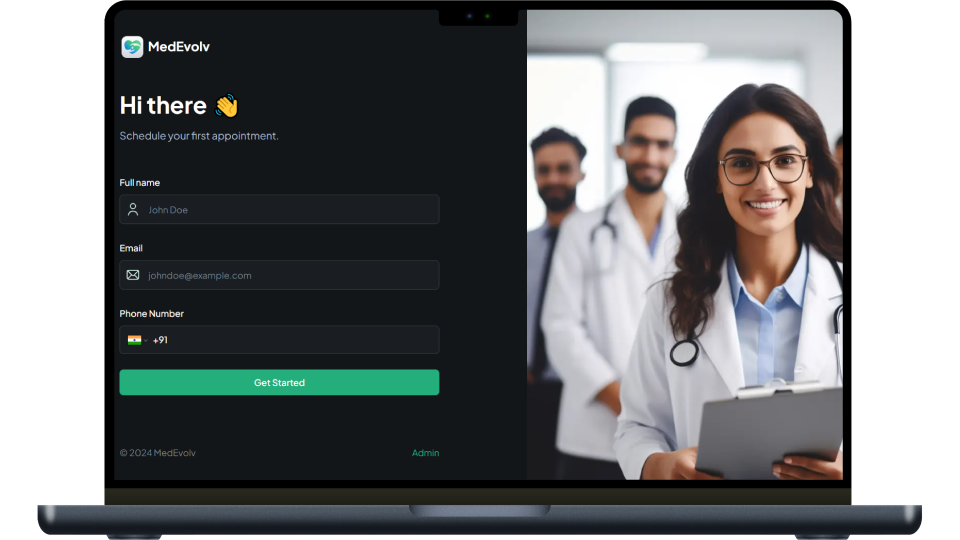 MedEvolv
Hi there 👋
Schedule your first appointment.
Full name
John Doe
Email
johndoe@example.com
Phone Number
+91
Get Started
© 2024 MedEvolv
Admin